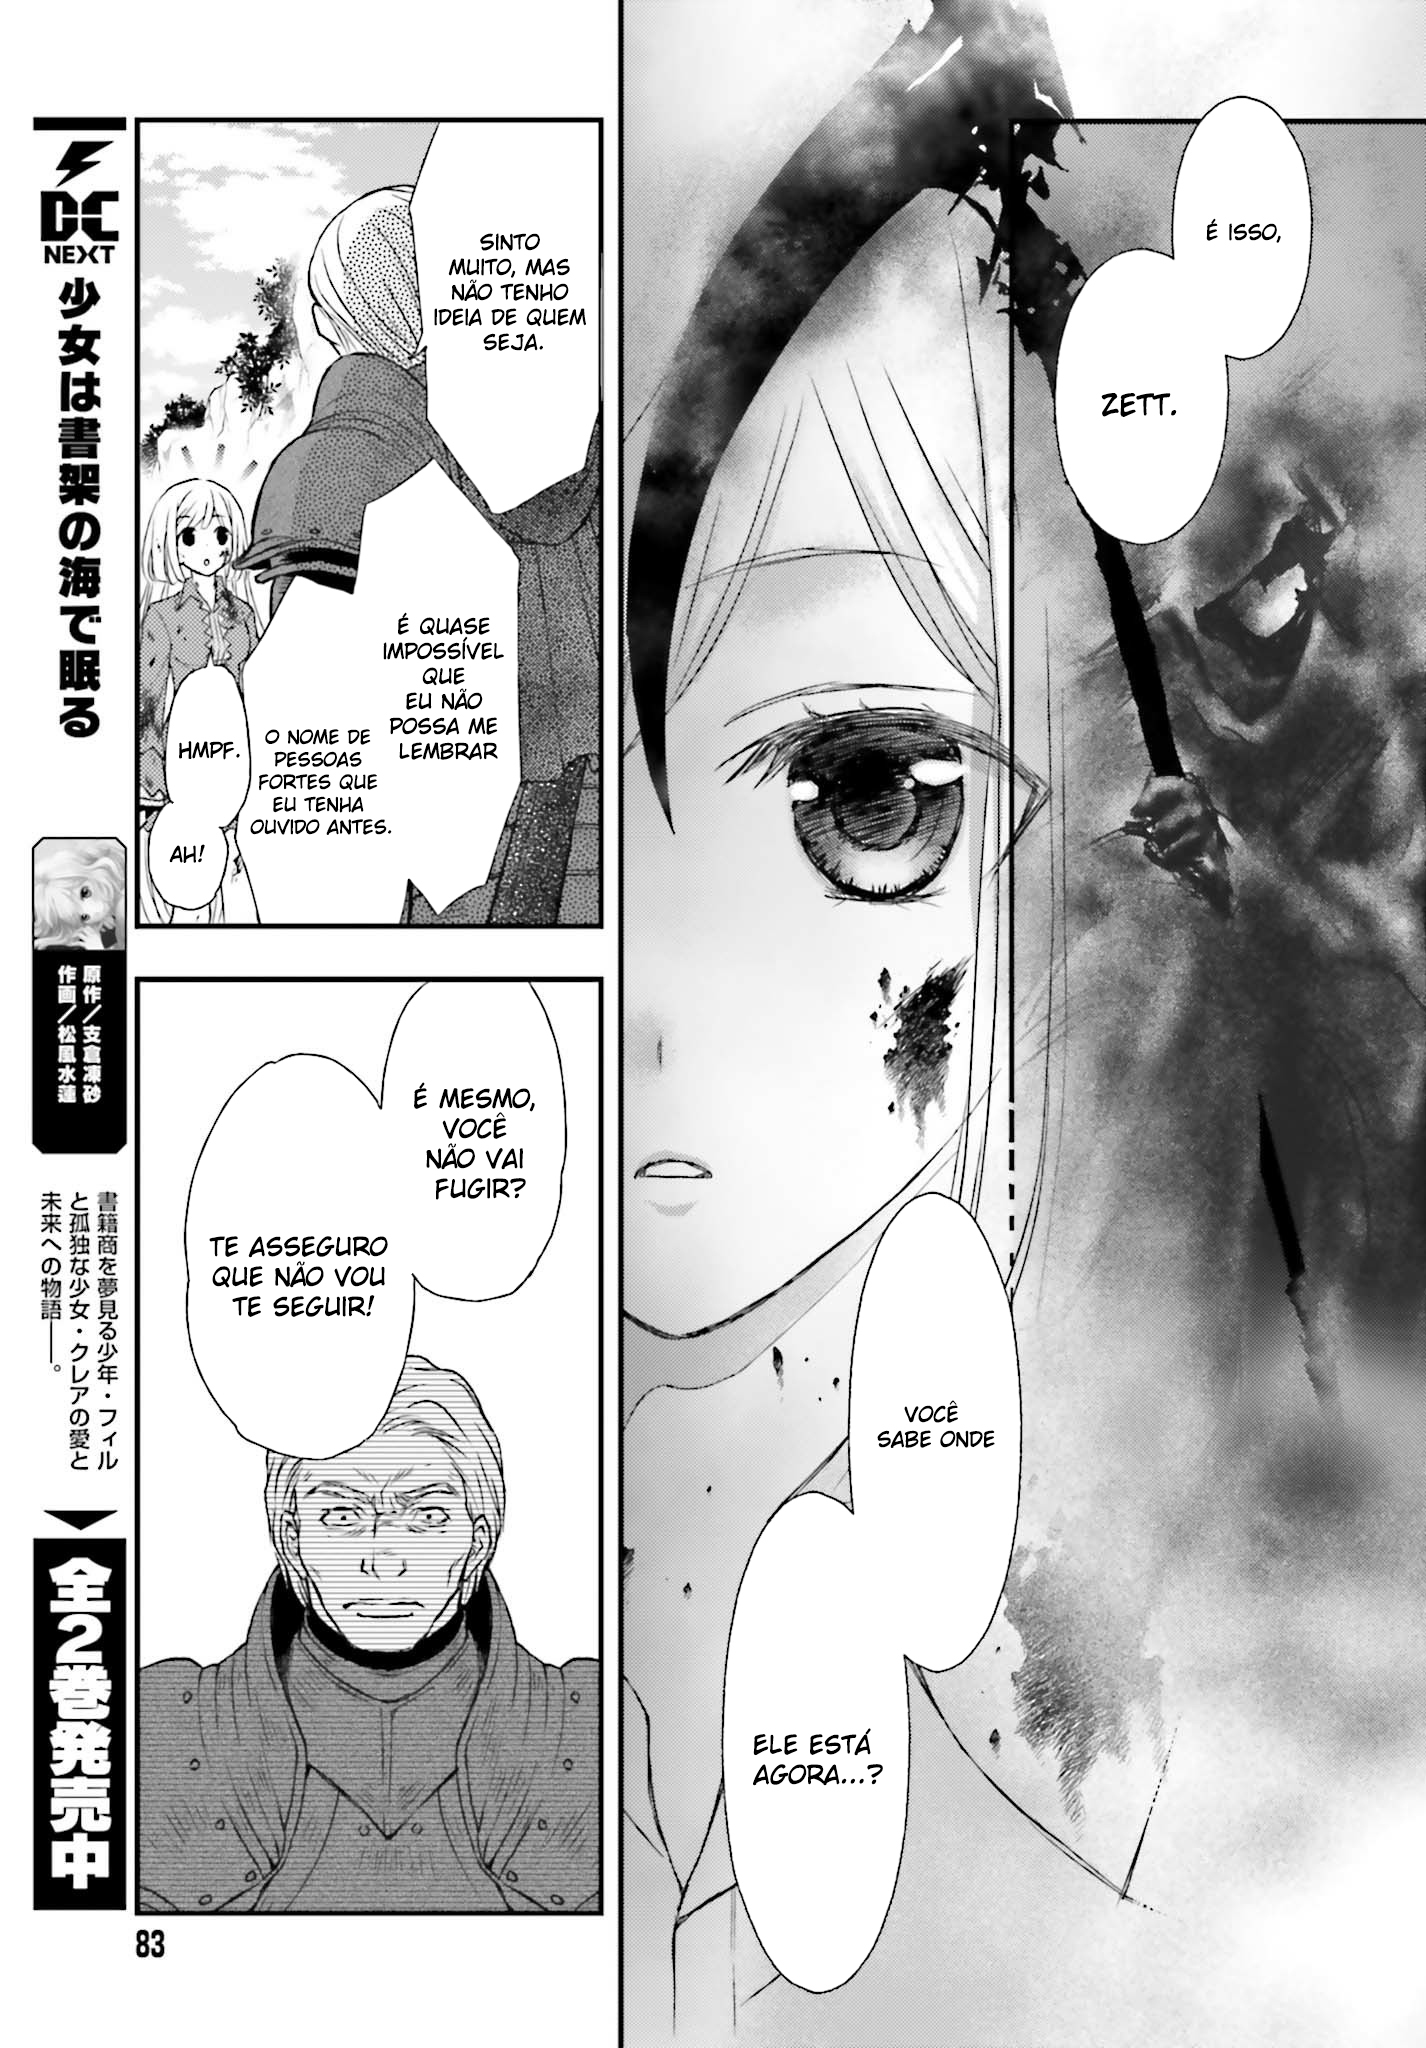 É ISSO,
ZETT.
VOCÊ
SABE ONDE
ELE ESTÁ
AGORA...?
SINTO
MUITO, MAS
NÃO TENHO
IDEIA DE QUEM
SEJA.
É QUASE
IMPOSSÍVEL
QUE
EU NÃO
POSSA ME
LEMBRAR
O NOME DE
PESSOAS
FORTES QUE
EU TENHA
OUVIDO ANTES.
HMPF.
AH!
É MESMO,
VOCÊ
NÃO VAI
FUGIR?
TE ASSEGURO
QUE NÃO VOU
TE SEGUIR!
DC
NEXT
少女は書架の海で眠る
原作／支倉凍砂
作画／松風水蓮
書籍商を夢見る少年・フィル
と孤独な少女・クレアの愛と
未来への物語――。
全2巻発売中
83